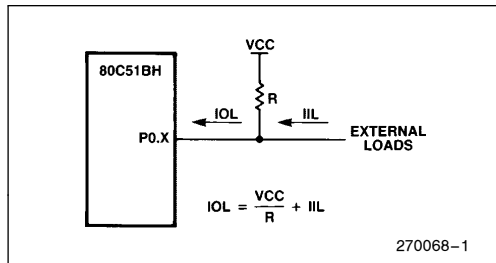 VCC
80C51BH
R
IOL
IIL
P0.X
EXTERNAL
LOADS
IOL = VCC/R + IIL
270068-1